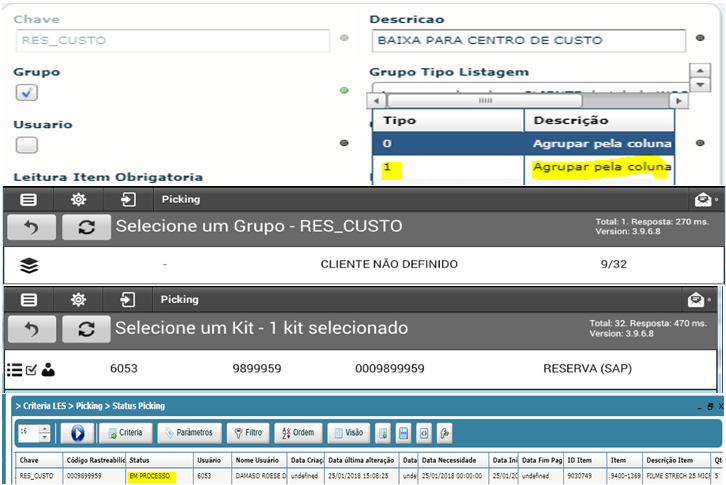 Chave
Descricao
RES_CUSTO
BAIXA PARA CENTRO DE CUSTO
Grupo
Grupo Tipo Listagem
Usuario
Tipo Descrição
0 Agrupar pela coluna
1 Agrupar pela coluna
Leitura Item Obrigatoria
Picking
Selecione um Grupo - RES_CUSTO
Total: 1. Resposta: 270 ms.
Version: 3.9.6.8
- CLIENTE NÃO DEFINIDO 9/32
Picking
Selecione um Kit - 1 kit selecionado
Total: 32. Resposta: 470 ms.
Version: 3.9.6.8
6053 9899959 0009899959 RESERVA (SAP)
> Criteria LES > Picking > Status Picking
16 Criteria Parâmetros Filtro Ordem Visão
Chave Código Rastreabilic Status Usuário Nome Usuário Data Criaç Data última alteração Data Data Necessidade Data Ini Data Fim Pag ID Item Item Descrição Item Qt
RES_CUSTO 0009899959 EM PROCESSO 6053 DAMASO ROESE D undefined 25/01/2018 15:08:25 unde 25/01/2018 00:00:00 25/01/20 undefined 9030749 9400-1369 FILME STRECH 25 MICR